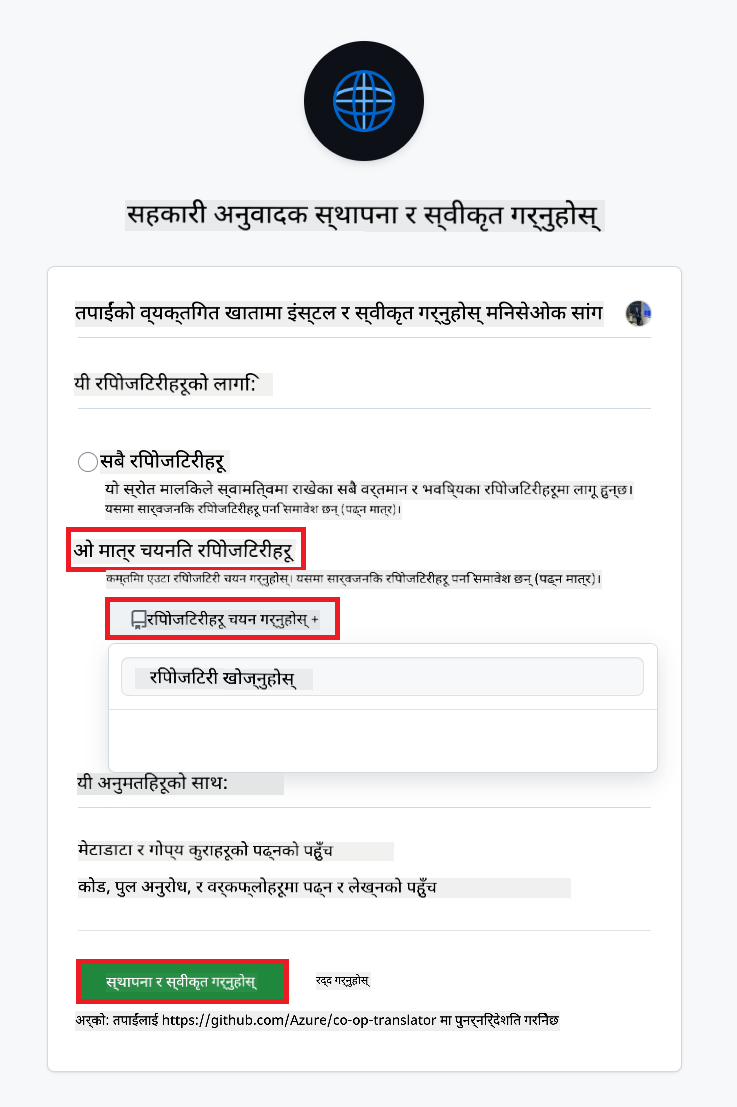 सहकारी अनुवादक स्थापना र स्वीकृत गर्नुहोस्
तपाईंको व्यक्तिगत खातामा इंस्टल र स्वीकृत गर्नुहोस् मनिसेओक सांग
यी रिपोजिटिरीहरूको लागि:
सबै रिपोजिटिरीहरू
यो स्रोत मालिकले स्वामित्वमा राखेका सबै वर्तमान र भविष्यका रिपोजिटिरीहरूमा लागू हुन्छ।
यसमा सार्वजनिक रिपोजिटिरीहरू पनि समावेश छन् (पढ्न मात्र)।
ओ मात्र चयनित रिपोजिटिरीहरू
कम्तिमा एउटा रिपोजिटिरी चयन गर्नुहोस्। यसमा सार्वजनिक रिपोजिटिरीहरू पनि समावेश छन् (पढ्न मात्र)।
रिपोजिटिरीहरू चयन गर्नुहोस् +
रिपोजिटिरी खोज्नुहोस्
यी अनुमतिहरूको साथ:
मेटाडाटा र गोप्य कुराहरूको पढ्नको पहुँच
कोड, पुल अनुरोध, र वर्कफ्लोहरूमा पढ्न र लेख्नको पहुँच
स्थापना र स्वीकृत गर्नुहोस् रद्द गर्नुहोस्
अर्को: तपाईंलाई https://github.com/Azure/co-op-translator मा पुनर्निर्देशित गरिनेछ